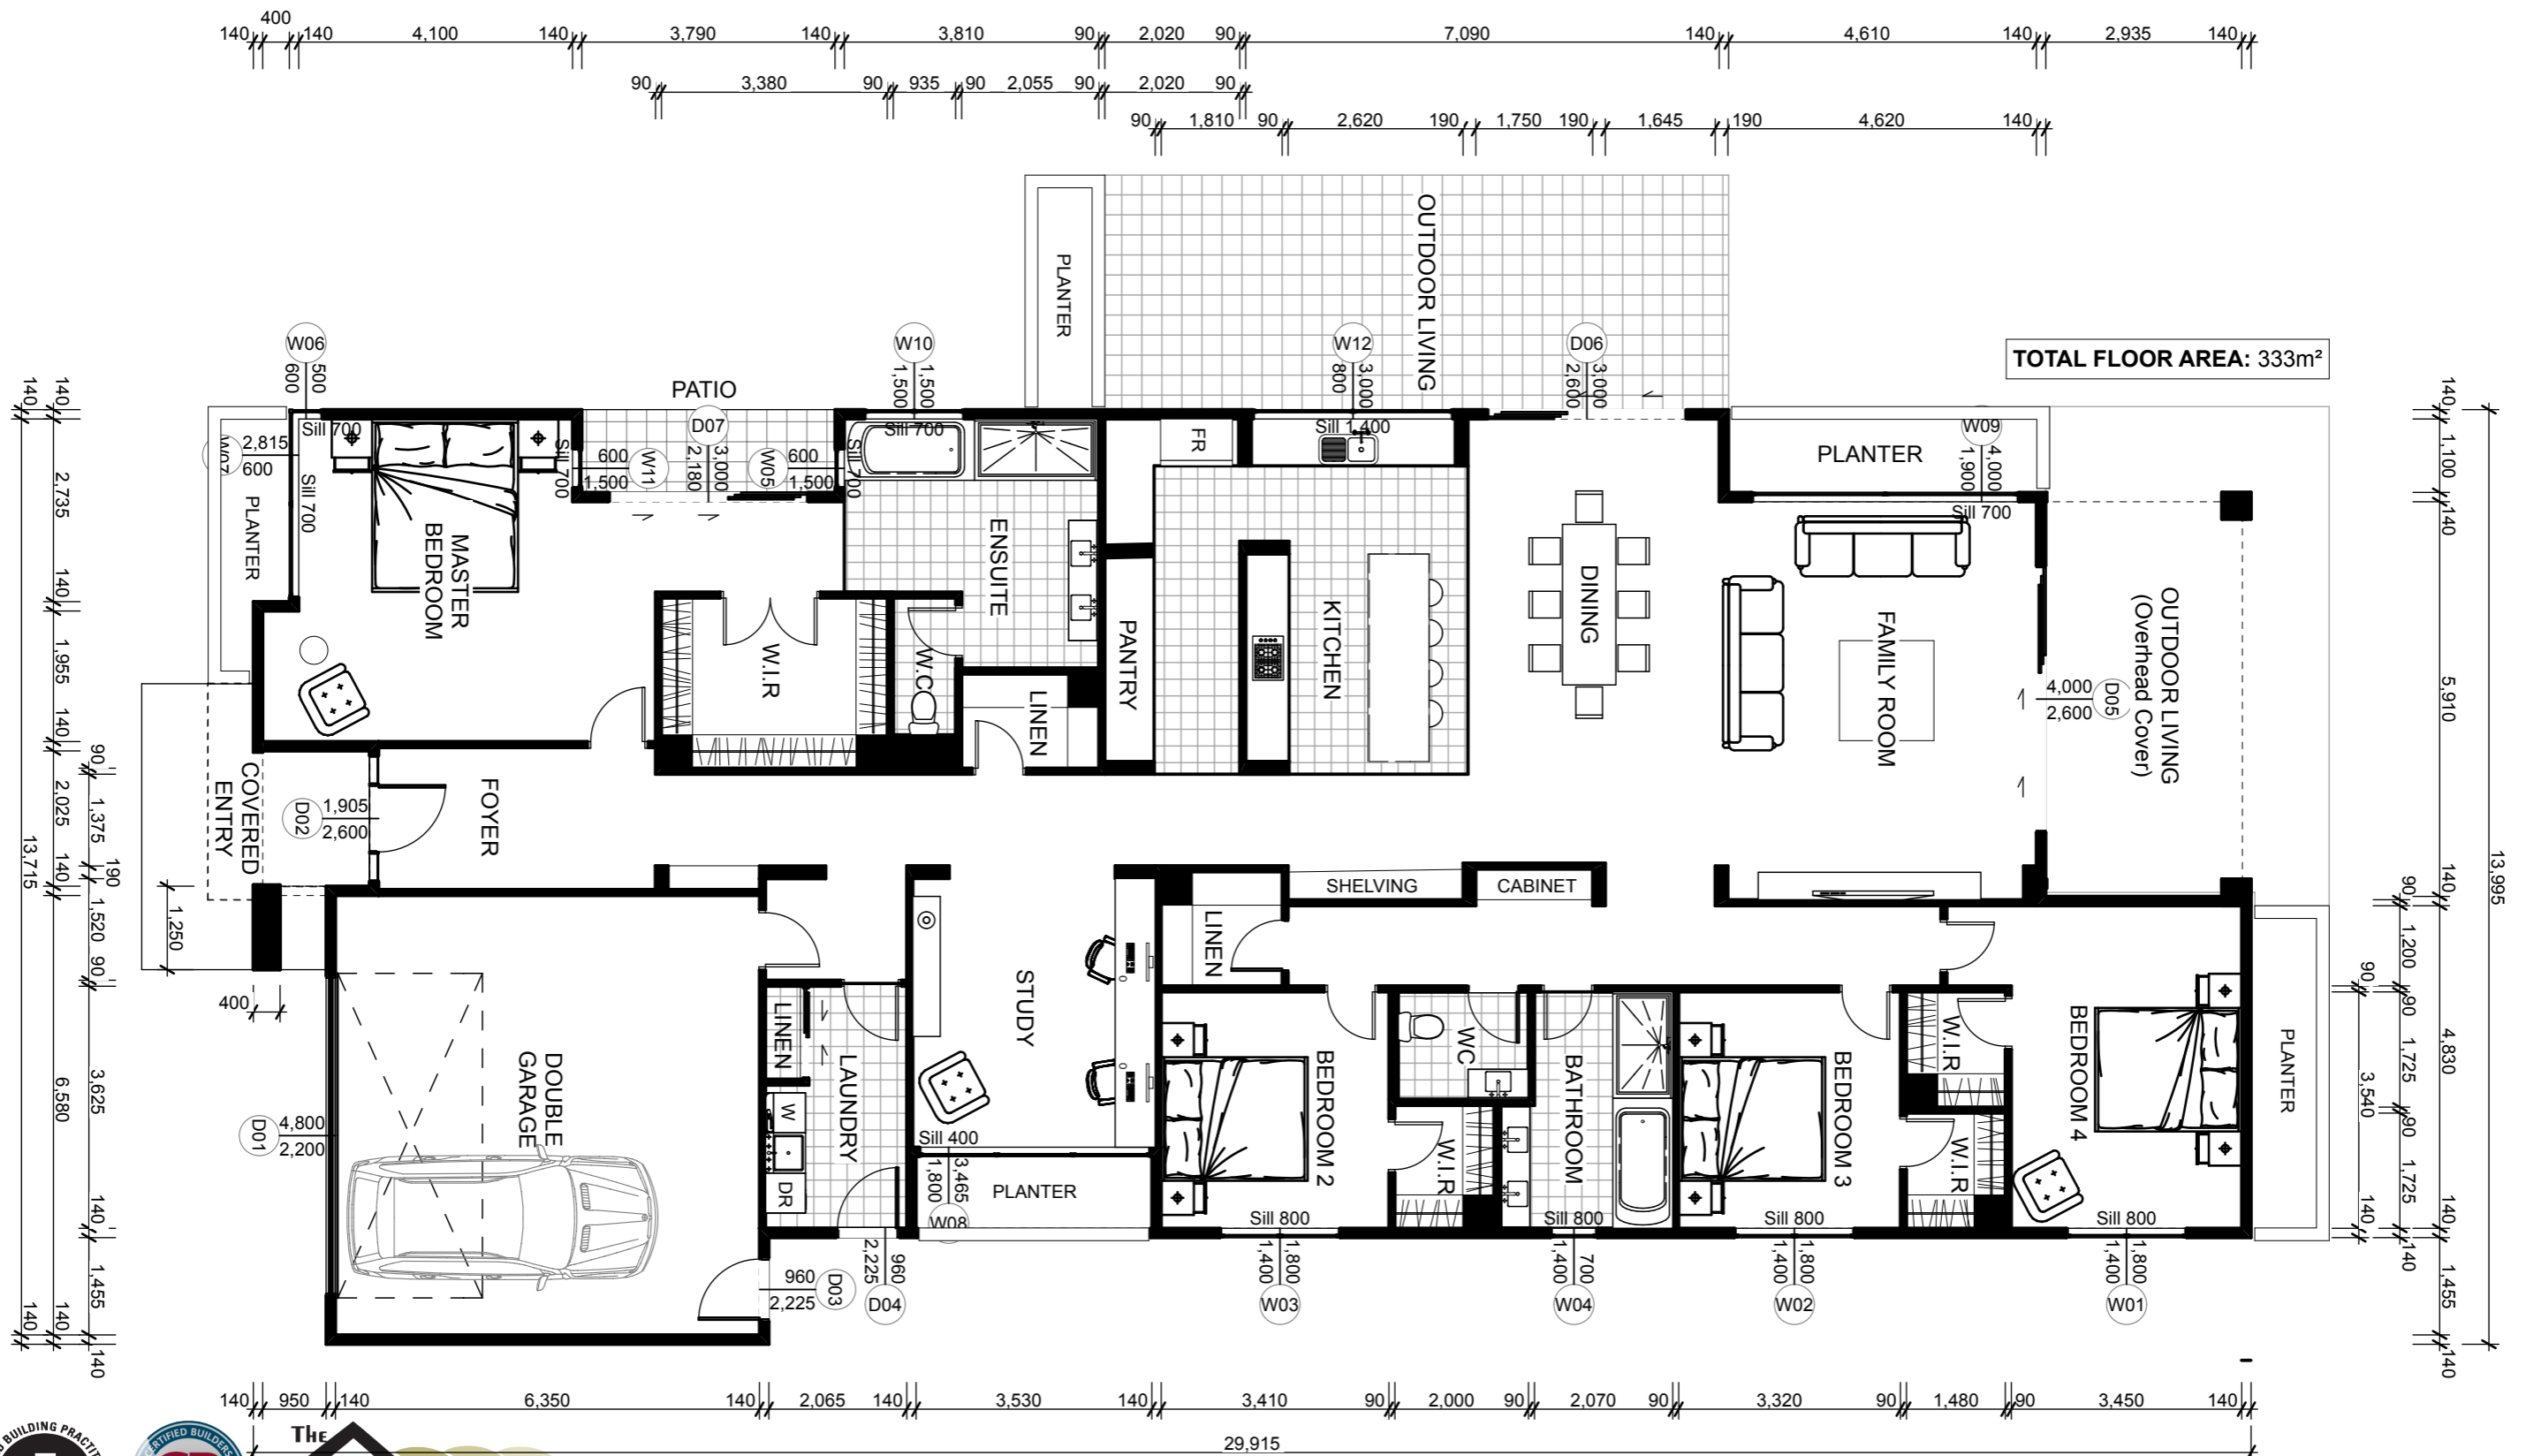 400
140 140 4,100 140 3,790 140 3,810 90 2,020 90 7,090 140 4,610 140 2,935 140
90 3,380 90 935 90 2,055 90 2,020 90
90 1,810 90 2,620 190 1,750 190 1,645 190 4,620 140
OUTDOOR LIVING
PLANTER
TOTAL FLOOR AREA: 333m²
W06
500
600
W10
1,500
1,500
W12
3,000
800
D06
3,000
2,600
PATIO
D07
3,000
2,180
W07
2,815
600
Sill 700
Sill 700
Sill 700
W11
600
1,500
W05
600
1,500
Sill 700
Sill 700
FR
Sill 1,400
PLANTER
W09
4,000
1,900
Sill 700
PLANTER
MASTER
BEDROOM
ENSUITE
W.I.R
W.C
LINEN
PANTRY
KITCHEN
DINING
FAMILY ROOM
D05
4,000
2,600
OUTDOOR LIVING
(Overhead Cover)
COVERED
ENTRY
D02
1,905
2,600
FOYER
SHELVING
CABINET
1,250
400
DOUBLE
GARAGE
D01
4,800
2,200
LINEN
LAUNDRY
W
DR
STUDY
Sill 400
3,465
1,800
W08
PLANTER
LINEN
BEDROOM 2
WC
W.I.R
BATHROOM
BEDROOM 3
W.I.R
W.I.R
BEDROOM 4
PLANTER
Sill 800
Sill 800
Sill 800
Sill 800
960
2,225
D03
960
2,225
D04
1,800
1,400
W03
700
1,400
W04
1,800
1,400
W02
1,800
1,400
W01
140 13,715 140
140 2,735 140 1,955 140 2,025 140 6,580 140
90 1,375 190 1,520 90 3,625 140 1,455 140
140 1,100 140 5,910 140 4,830 140 1,455 140
13,995
90 1,200 90 1,725 90 1,725 140
90 3,540 140
140 950 140 6,350 140 2,065 140 3,530 140 3,410 90 2,000 90 2,070 90 3,320 90 1,480 90 3,450 140
29,915
BUILDING PRACTIT
CERTIFIED BUILDERS
THE